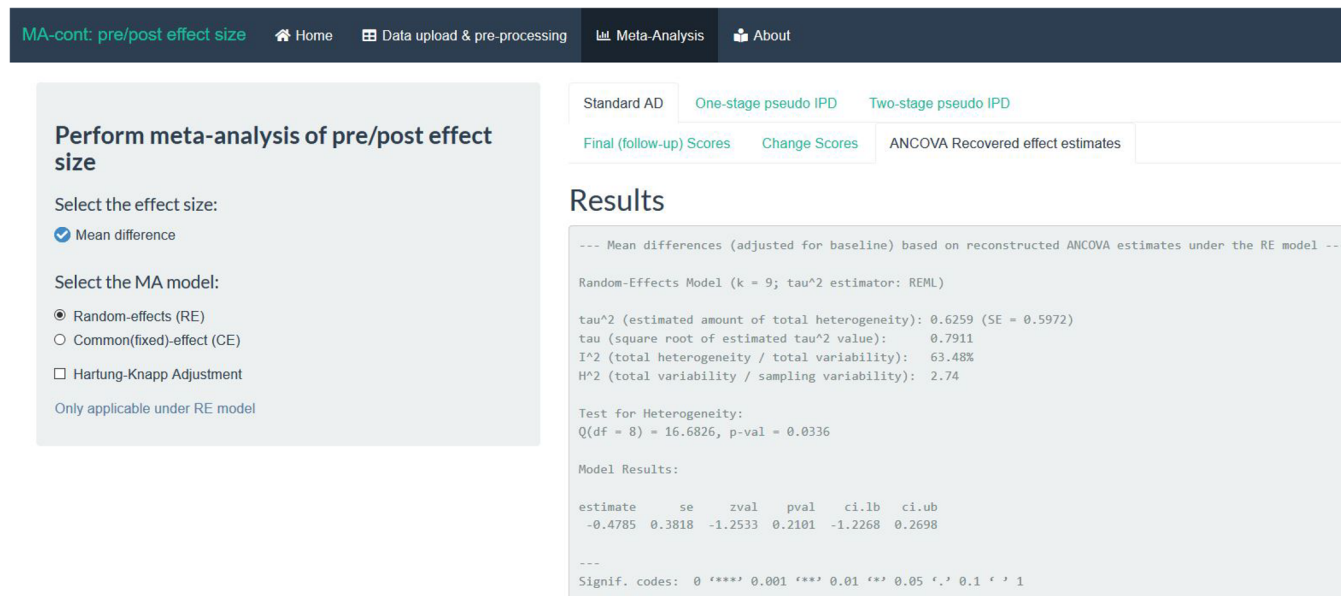 MA-cont: pre/post effect size Home Data upload & pre-processing Meta-Analysis About
Perform meta-analysis of pre/post effect
size
Select the effect size:
Mean difference
Select the MA model:
Random-effects (RE)
Common(fixed)-effect (CE)
Hartung-Knapp Adjustment
Only applicable under RE model
Standard AD One-stage pseudo IPD Two-stage pseudo IPD
Final (follow-up) Scores Change Scores ANCOVA Recovered effect estimates
Results
--- Mean differences (adjusted for baseline) based on reconstructed ANCOVA estimates under the RE model --
Random-Effects Model (k = 9; tau^2 estimator: REML)
tau^2 (estimated amount of total heterogeneity): 0.6259 (SE = 0.5972)
tau (square root of estimated tau^2 value): 0.7911
I^2 (total heterogeneity / total variability): 63.48%
H^2 (total variability / sampling variability): 2.74
Test for Heterogeneity:
Q(df = 8) = 16.6826, p-val = 0.0336
Model Results:
estimate se zval pval ci.lb ci.ub
-0.4785 0.3818 -1.2533 0.2101 -1.2268 0.2698
---
Signif. codes: 0 ‘***’ 0.001 ‘**’ 0.01 ‘*’ 0.05 ‘.’ 0.1 ‘ ’ 1